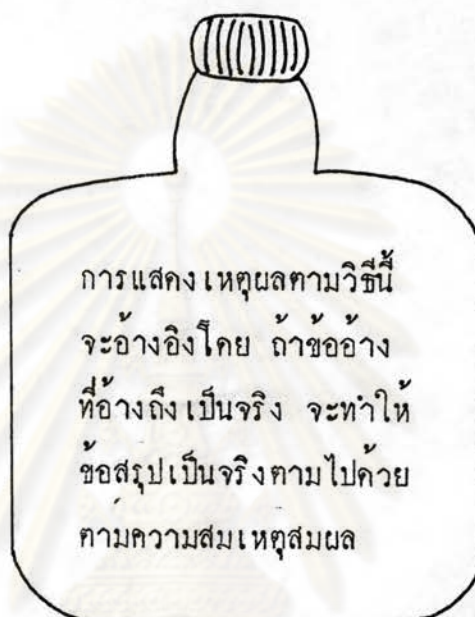 การแสดงเหตุผลตามวิธีนี้
จะอ้างอิงโดย ถ้าข้ออ้าง
ที่อ้างถึงเป็นจริง จะทำให้
ข้อสรุปเป็นจริงตามไปด้วย
ตามความสมเหตุสมผล